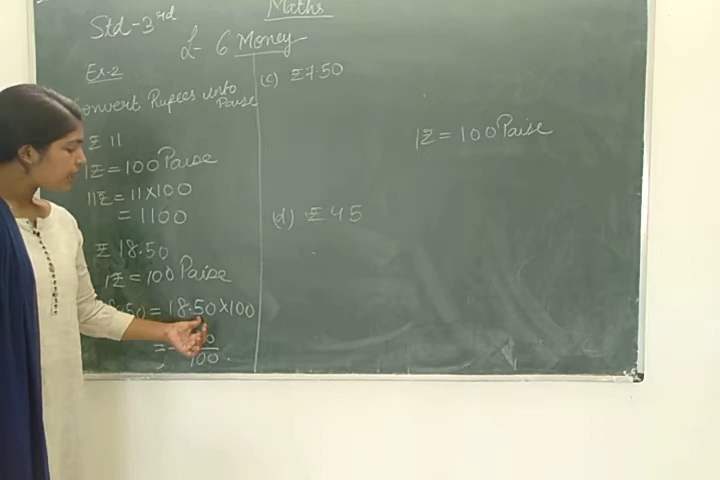 Maths
Std-3rd
L-6 Money
Ex-2
Convert Rupees into
Paise
₹ 11
1₹ = 100 Paise
11₹ = 11×100
= 1100
₹ 18.50
1₹ = 100 Paise
= 18.50×100
=
100
(c) ₹7.50
(d) ₹45
1₹ = 100 Paise